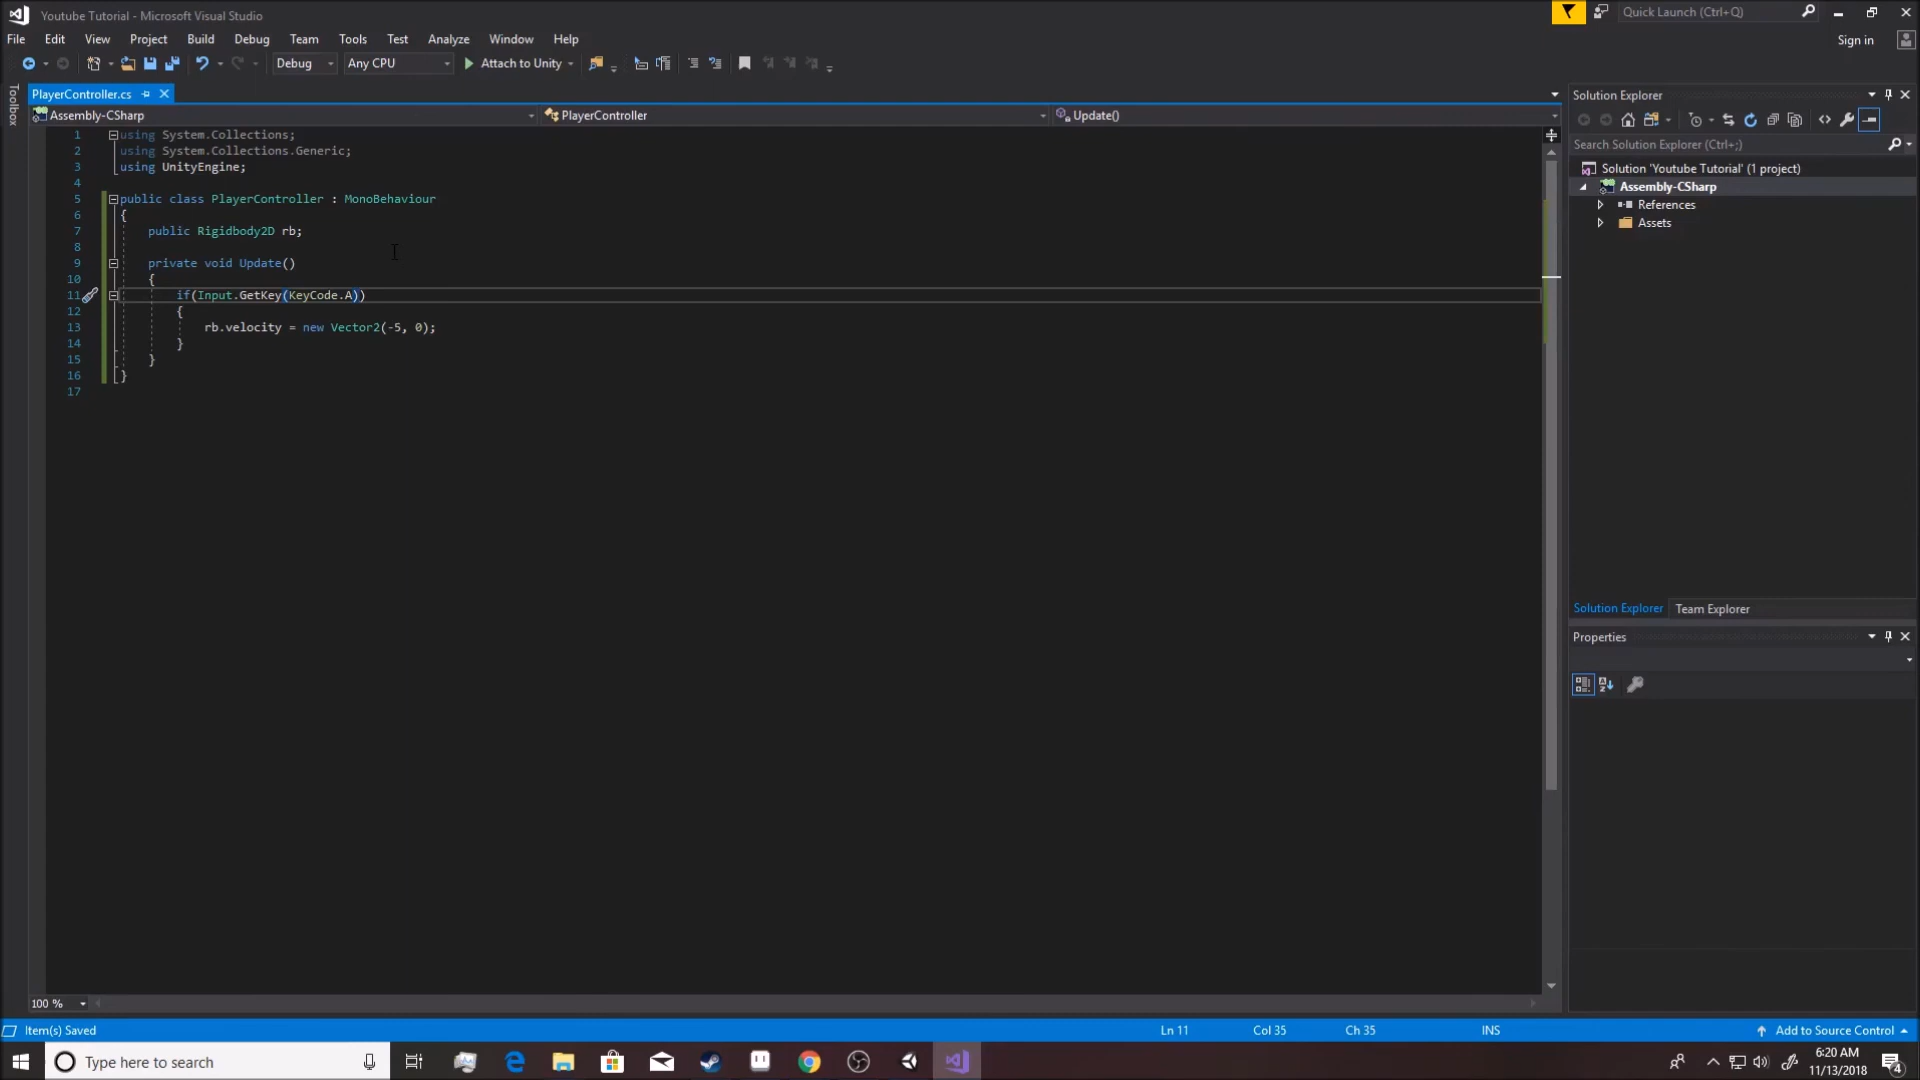 Youtube Tutorial - Microsoft Visual Studio
Quick Launch (Ctrl+Q)
File Edit View Project Build Debug Team Tools Test Analyze Window Help
Sign in
Debug Any CPU Attach to Unity
Toolbox
PlayerController.cs
Assembly-CSharp PlayerController Update()
1 using System.Collections;
2 using System.Collections.Generic;
3 using UnityEngine;
4
5 public class PlayerController : MonoBehaviour
6 {
7 public Rigidbody2D rb;
8
9 private void Update()
10 {
11 if(Input.GetKey(KeyCode.A))
12 {
13 rb.velocity = new Vector2(-5, 0);
14 }
15 }
16 }
17
100 %
Solution Explorer
Search Solution Explorer (Ctrl+;)
Solution 'Youtube Tutorial' (1 project)
Assembly-CSharp
References
Assets
Solution Explorer Team Explorer
Properties
Item(s) Saved Ln 11 Col 35 Ch 35 INS Add to Source Control
Type here to search
6:20 AM
11/13/2018
4